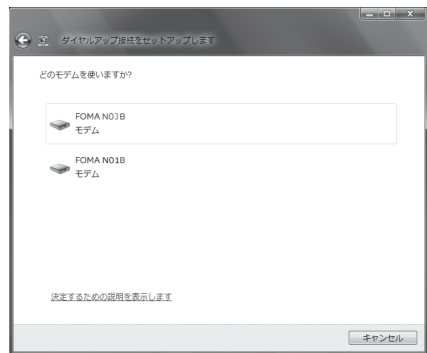 ダイヤルアップ接続をセットアップします
どのモデムを使いますか?
FOMA N03B
モデム
FOMA N01B
モデム
決定するための説明を表示します
キャンセル